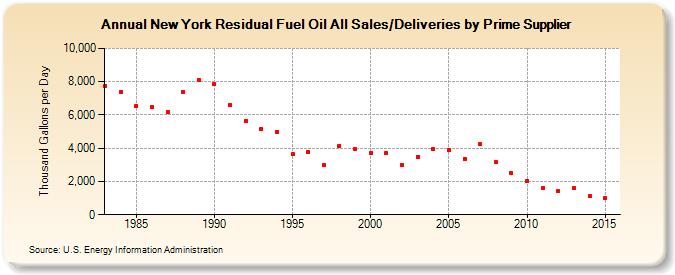 Annual New York Residual Fuel Oil All Sales/Deliveries by Prime Supplier
Thousand Gallons per Day
10,000
8,000
6,000
4,000
2,000
0
1985 1990 1995 2000 2005 2010 2015
Source: U.S. Energy Information Administration